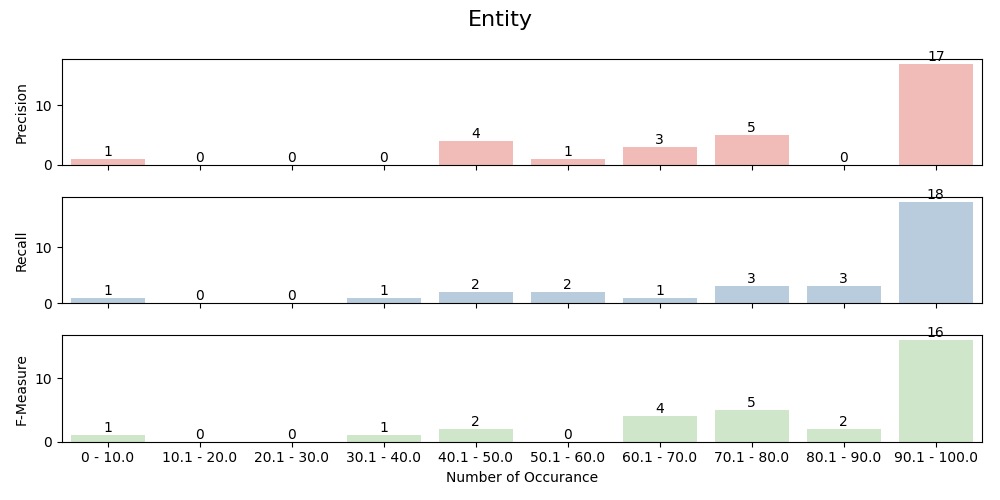 Entity
Precision
10
0
1 0 0 0 4 1 3 5 0 17
Recall
10
0
1 0 0 1 2 2 1 3 3 18
F-Measure
10
0
1 0 0 1 2 0 4 5 2 16
0 - 10.0 10.1 - 20.0 20.1 - 30.0 30.1 - 40.0 40.1 - 50.0 50.1 - 60.0 60.1 - 70.0 70.1 - 80.0 80.1 - 90.0 90.1 - 100.0
Number of Occurance